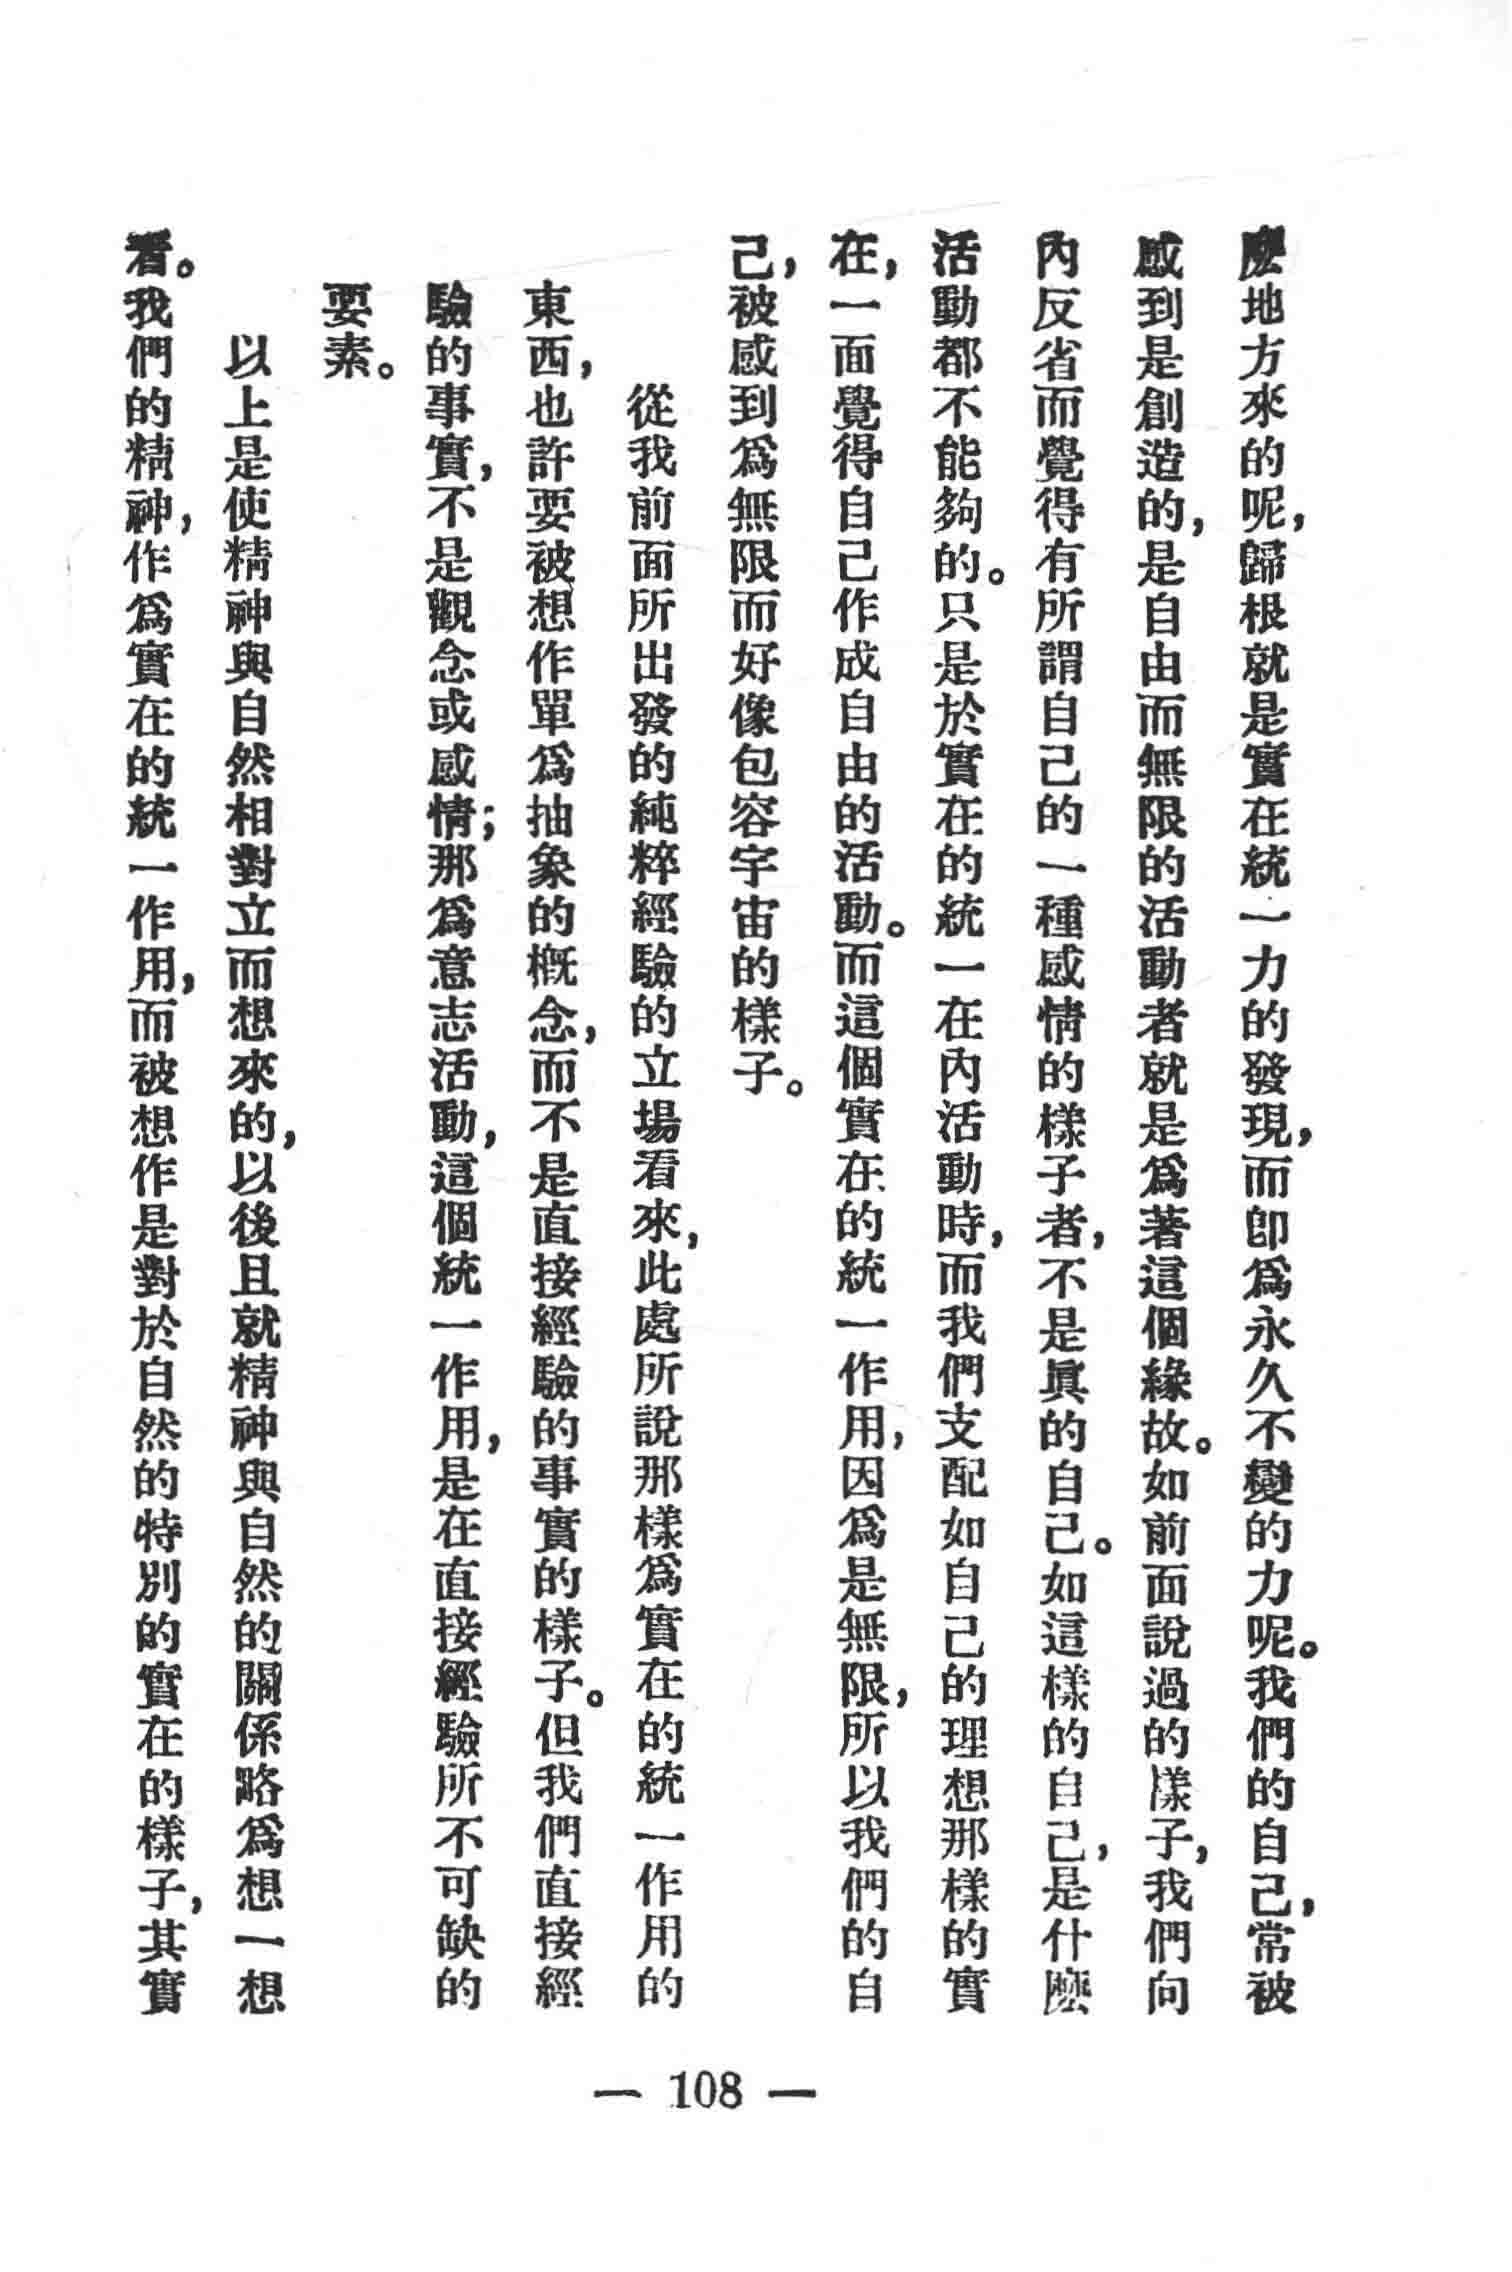 麽地方來的呢，歸根就是實在統一力的發現，而卽爲永久不變的力呢。我們的自己，常被
感到是創造的，是自由而無限的活動者就是爲著這個緣故。如前面說過的樣子，我們向
內反省而覺得有所謂自己的一種感情的樣子者，不是眞的自己。如這樣的自己，是什麽
活動都不能夠的。只是於實在的統一在內活動時，而我們支配如自己的理想那樣的實
在，一面覺得自己作成自由的活動。而這個實在的統一作用，因爲是無限，所以我們的自
己，被感到爲無限而好像包容宇宙的樣子。
從我前面所出發的純粹經驗的立場看來，此處所說那樣爲實在的統一作用的
東西，也許要被想作單爲抽象的槪念，而不是直接經驗的事實的樣子。但我們直接經
驗的事實，不是觀念或感情；那爲意志活動，這個統一作用，是在直接經驗所不可缺的
要素。
以上是使精神與自然相對立而想來的，以後且就精神與自然的關係略爲想一想
看。我們的精神，作爲實在的統一作用，而被想作是對於自然的特別的實在的樣子，其實
— 108 —